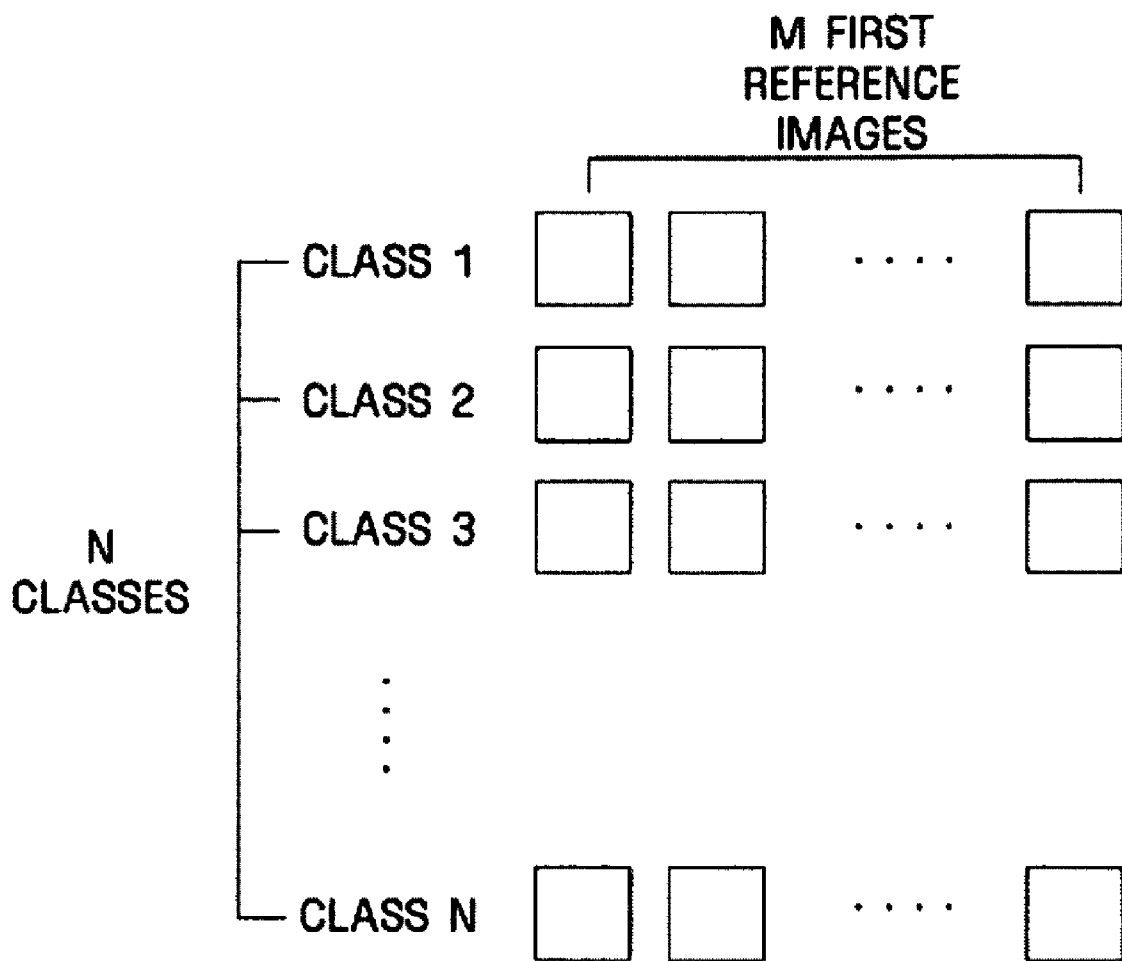 M FIRST
REFERENCE
IMAGES
CLASS 1
CLASS 2
CLASS 3
N
CLASSES
CLASS N